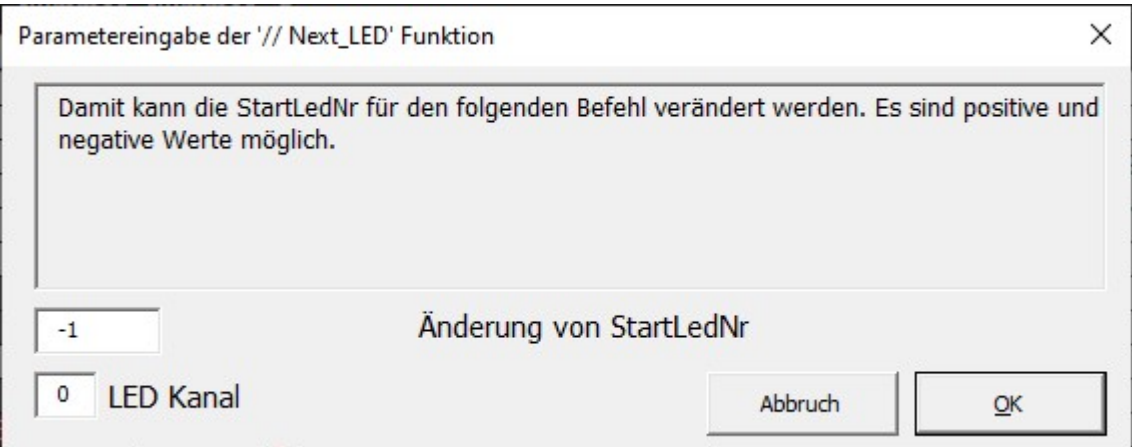 Parametereingabe der '// Next_LED' Funktion
Damit kann die StartLedNr für den folgenden Befehl verändert werden. Es sind positive und
negative Werte möglich.
-1 Änderung von StartLedNr
0 LED Kanal Abbruch OK